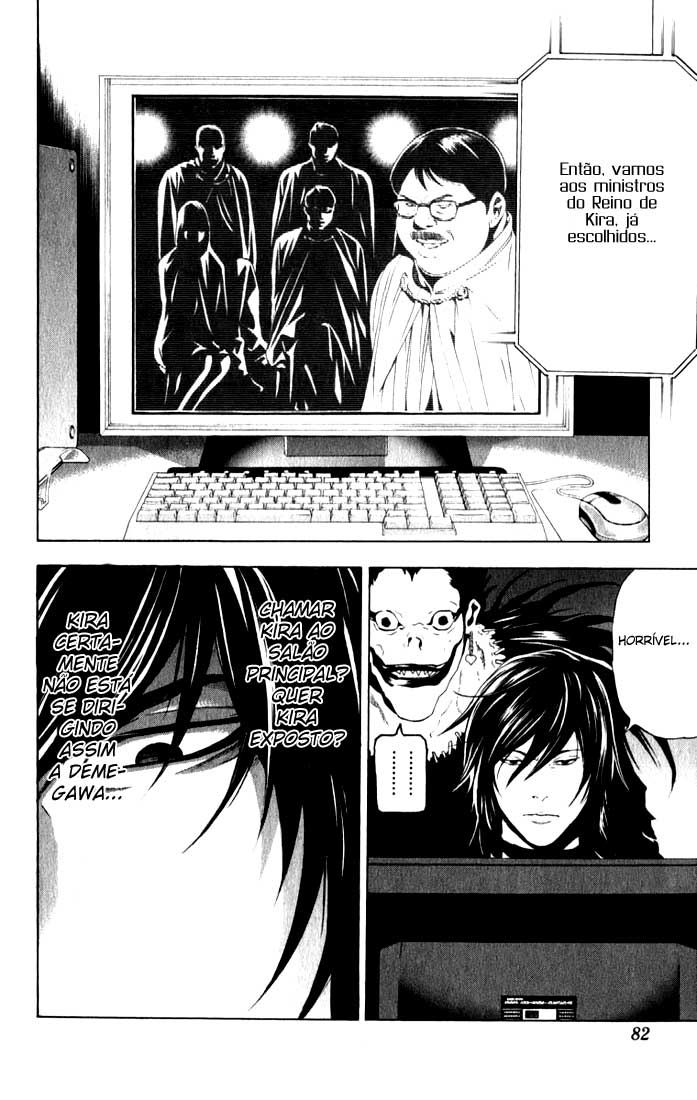 Então, vamos
aos ministros
do Reino de
Kira, já
escolhidos...
HORRÍVEL...
CHAMAR
KIRA AO
SALÃO
PRINCIPAL?
QUER
KIRA
EXPOSTO?
KIRA
CERTA-
MENTE
NÃO ESTÁ
SE DIRI-
GINDO
ASSIM
A DEME-
GAWA...
82